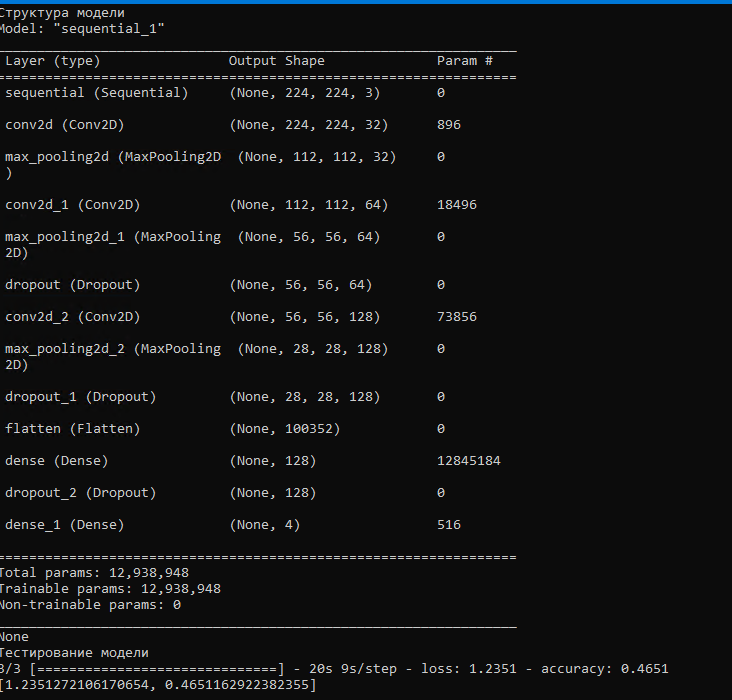 Структура модели
Model: "sequential_1"
_________________________________________________________________
Layer (type) Output Shape Param #
=================================================================
sequential (Sequential) (None, 224, 224, 3) 0
conv2d (Conv2D) (None, 224, 224, 32) 896
max_pooling2d (MaxPooling2D (None, 112, 112, 32) 0
)
conv2d_1 (Conv2D) (None, 112, 112, 64) 18496
max_pooling2d_1 (MaxPooling (None, 56, 56, 64) 0
2D)
dropout (Dropout) (None, 56, 56, 64) 0
conv2d_2 (Conv2D) (None, 56, 56, 128) 73856
max_pooling2d_2 (MaxPooling (None, 28, 28, 128) 0
2D)
dropout_1 (Dropout) (None, 28, 28, 128) 0
flatten (Flatten) (None, 100352) 0
dense (Dense) (None, 128) 12845184
dropout_2 (Dropout) (None, 128) 0
dense_1 (Dense) (None, 4) 516
=================================================================
Total params: 12,938,948
Trainable params: 12,938,948
Non-trainable params: 0
_________________________________________________________________
None
Тестирование модели
3/3 [==============================] - 20s 9s/step - loss: 1.2351 - accuracy: 0.4651
[1.2351272106170654, 0.4651162922382355]